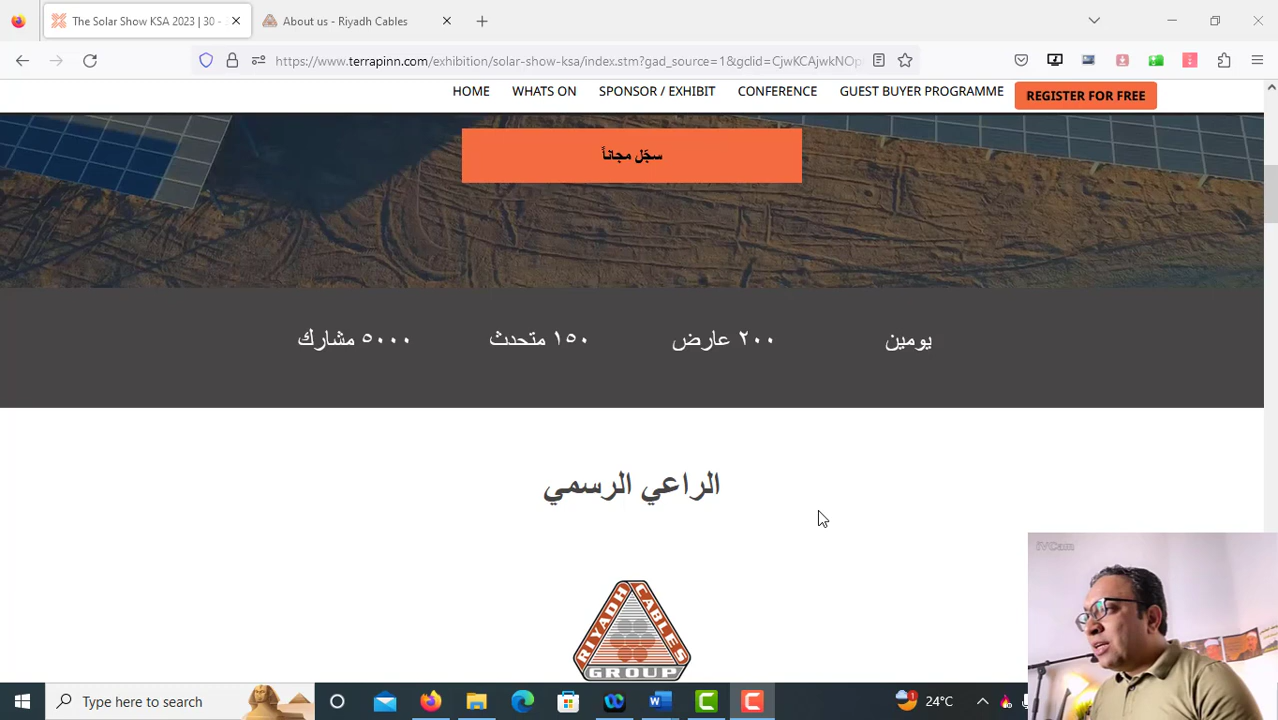 The Solar Show KSA 2023 | 30 -
About us - Riyadh Cables
https://www.terrapinn.com/exhibition/solar-show-ksa/index.stm?gad_source=1&gclid=CjwKCAjwkNOp
HOME WHATS ON SPONSOR / EXHIBIT CONFERENCE GUEST BUYER PROGRAMME REGISTER FOR FREE
سجّل مجاناً
يومين ٢٠٠ عارض ١٥٠ متحدث ٥٠٠٠ مشارك
الراعي الرسمي
iVCam
RIYADH CABLES
GROUP
Type here to search
24°C